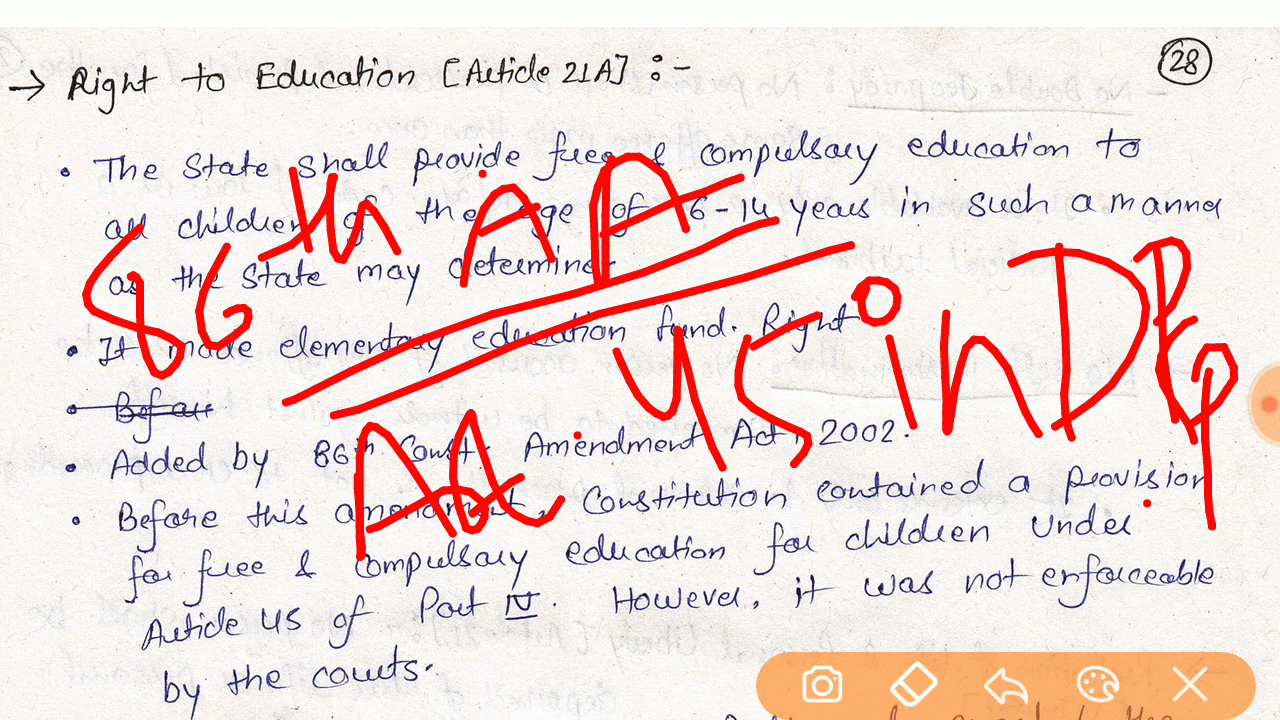 → Right to Education [Article 21A] :-
28
• The State shall provide free & compulsory education to
all children of the age of 6-14 years in such a manner
as the State may determine.
• It made elementary education fund. Right
• Before
• Added by 86th Const. Amendment Act, 2002.
• Before this amendment, Constitution contained a provision
for free & compulsory education for children under
Article 45 of Part IV. However, it was not enforceable
by the courts.
86th AA
Act 45 in DPSP